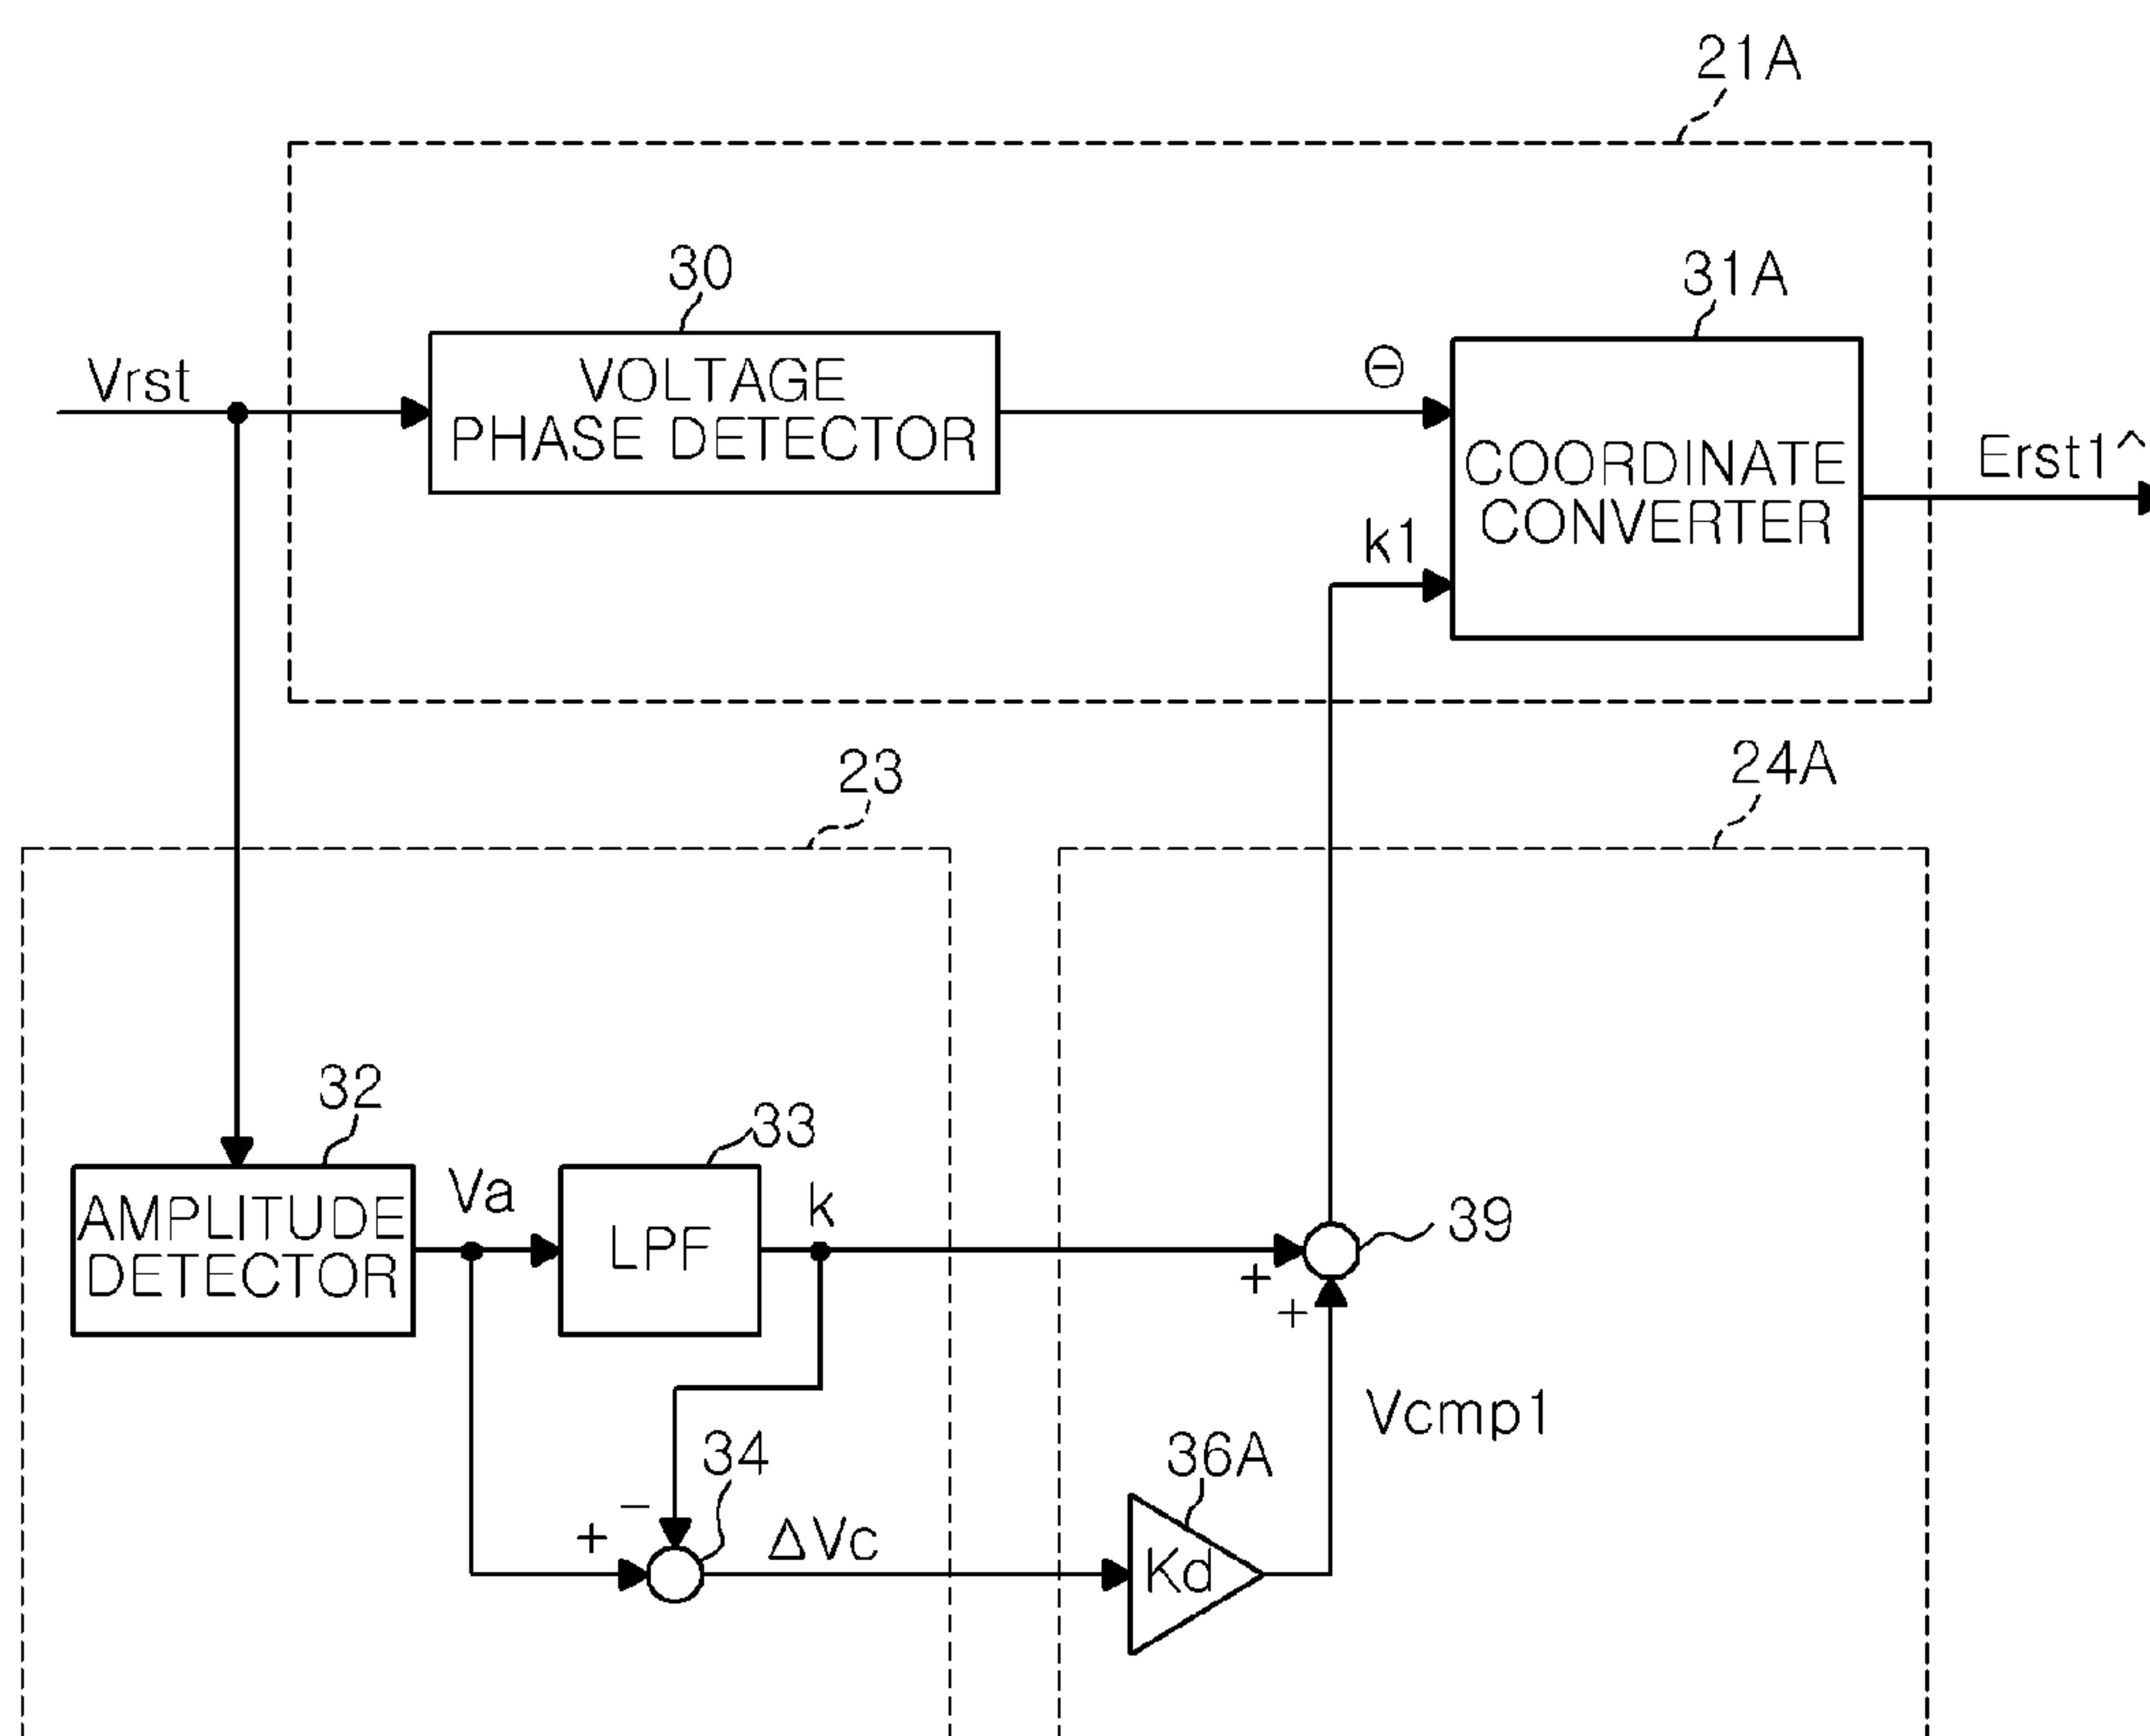 21A
30
31A
Vrst
VOLTAGE
PHASE DETECTOR
Θ
COORDINATE
CONVERTER
Erst1^
k1
23
24A
32
33
AMPLITUDE
DETECTOR
Va
LPF
k
39
+
+
Vcmp1
34
36A
−
+
ΔVc
Kd